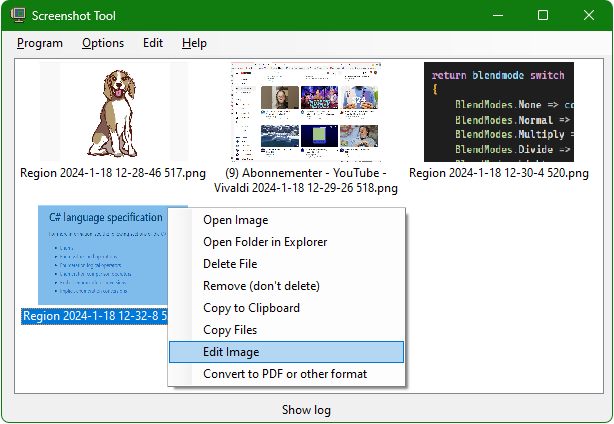 Screenshot Tool
Program Options Edit Help
return blendmode switch
{
BlendModes.None =>
BlendModes.Normal =>
BlendModes.Multiply =
BlendModes.Divide =>
Region 2024-1-18 12-28-46 517.png
(9) Abonnementer - YouTube -
Vivaldi 2024-1-18 12-29-26 518.png
Region 2024-1-18 12-30-4 520.png
C# language specification
Region 2024-1-18 12-32-8
Open Image
Open Folder in Explorer
Delete File
Remove (don't delete)
Copy to Clipboard
Copy Files
Edit Image
Convert to PDF or other format
Show log